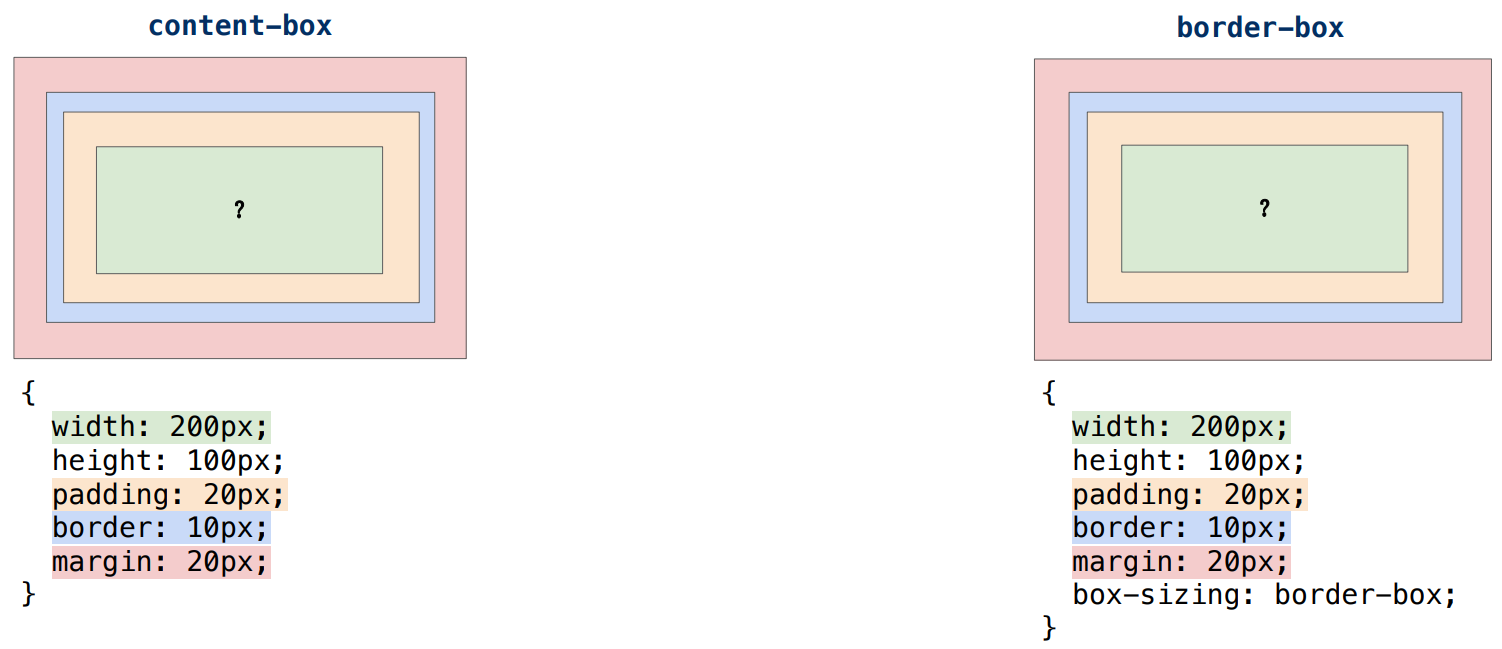 content-box
?
{
width: 200px;
height: 100px;
padding: 20px;
border: 10px;
margin: 20px;
}
border-box
?
{
width: 200px;
height: 100px;
padding: 20px;
border: 10px;
margin: 20px;
box-sizing: border-box;
}